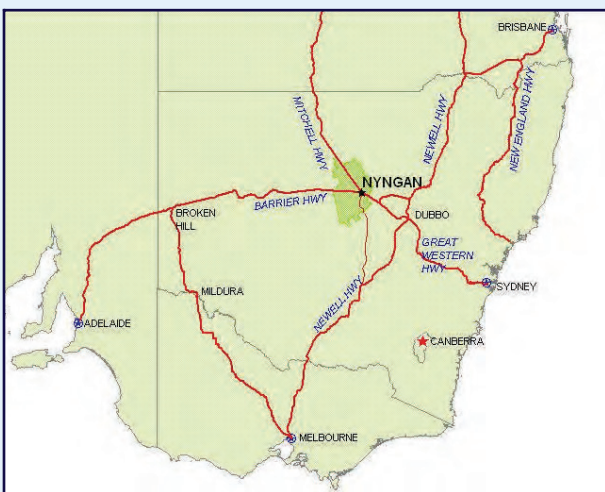 BRISBANE
NEW ENGLAND HWY
NEWELL HWY
MITCHELL HWY
NYNGAN
BARRIER HWY
BROKEN
HILL
DUBBO
GREAT
WESTERN
HWY
SYDNEY
MILDURA
NEWELL HWY
ADELAIDE
CANBERRA
MELBOURNE